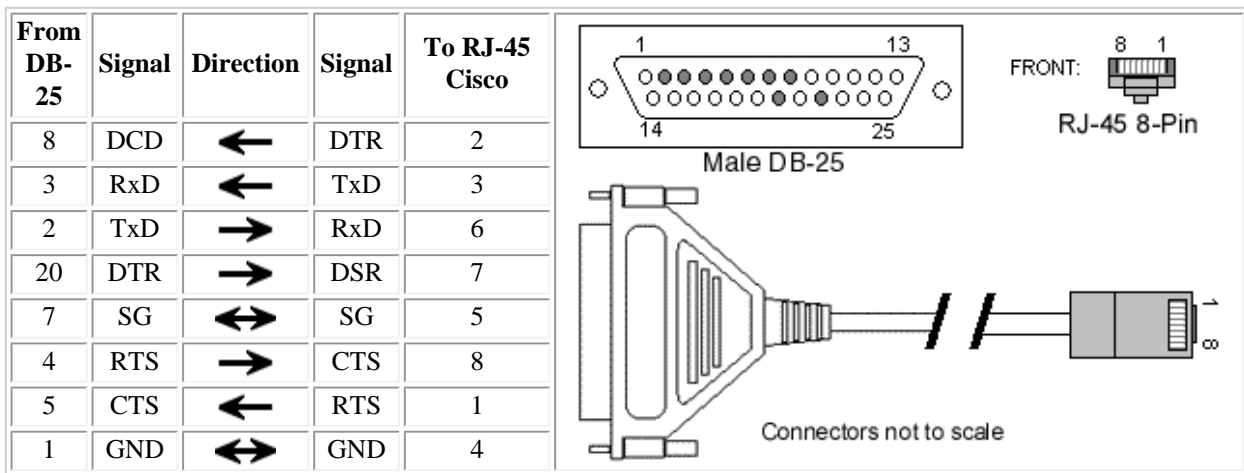 From DB-25 Signal Direction Signal To RJ-45 Cisco
8 DCD DTR 2
3 RxD TxD 3
2 TxD RxD 6
20 DTR DSR 7
7 SG SG 5
4 RTS CTS 8
5 CTS RTS 1
1 GND GND 4
1 13
14 25
Male DB-25
FRONT:
8 1
RJ-45 8-Pin
1
8
Connectors not to scale